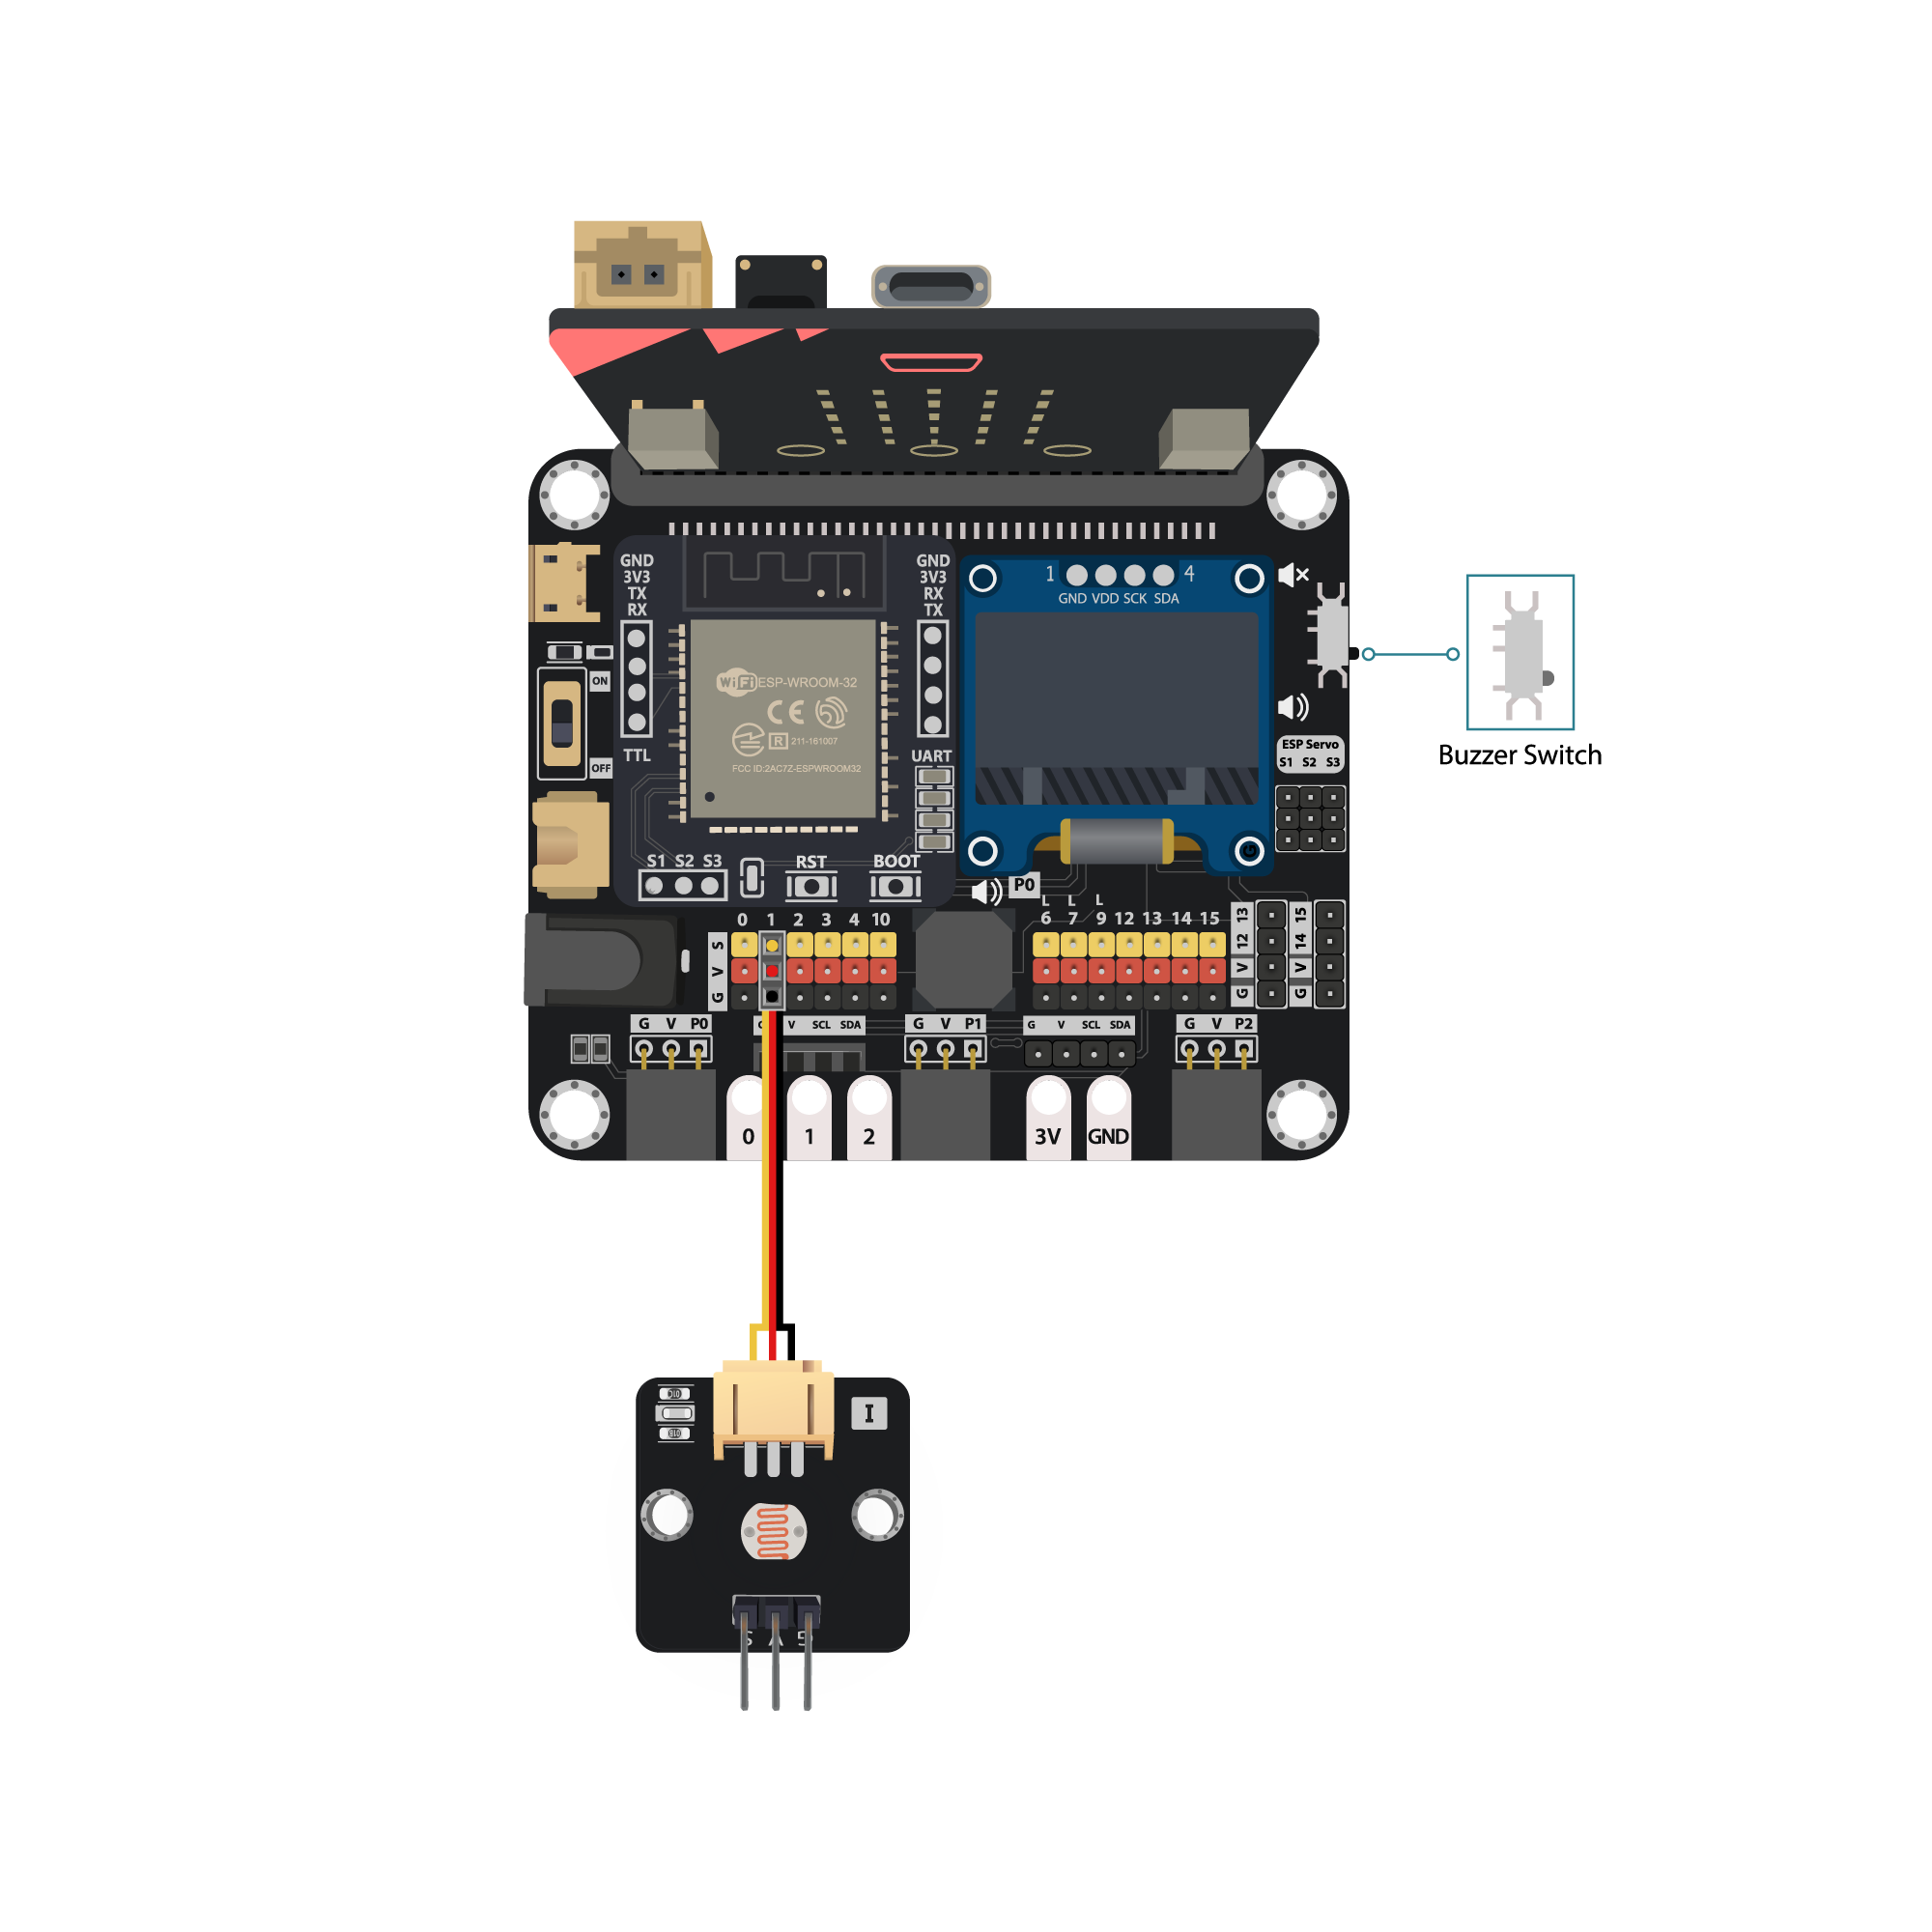 GND
3V3
TX
RX
TTL
GND
3V3
RX
TX
UART
1 4
GND VDD SCK SDA
WiFi ESP-WROOM-32
CE
R 211-161007
FCC ID:2AC7Z-ESPWROOM32
ON
OFF
Buzzer Switch
ESP Servo
S1 S2 S3
S1 S2 S3
RST
BOOT
P0
L L L
0 1 2 3 4 10
6 7 9 12 13 14 15
S
V
G
13
12
V
G
15
14
V
G
G V P0
V SCL SDA
G V P1
G V SCL SDA
G V P2
0
1
2
3V
GND
I
S V G